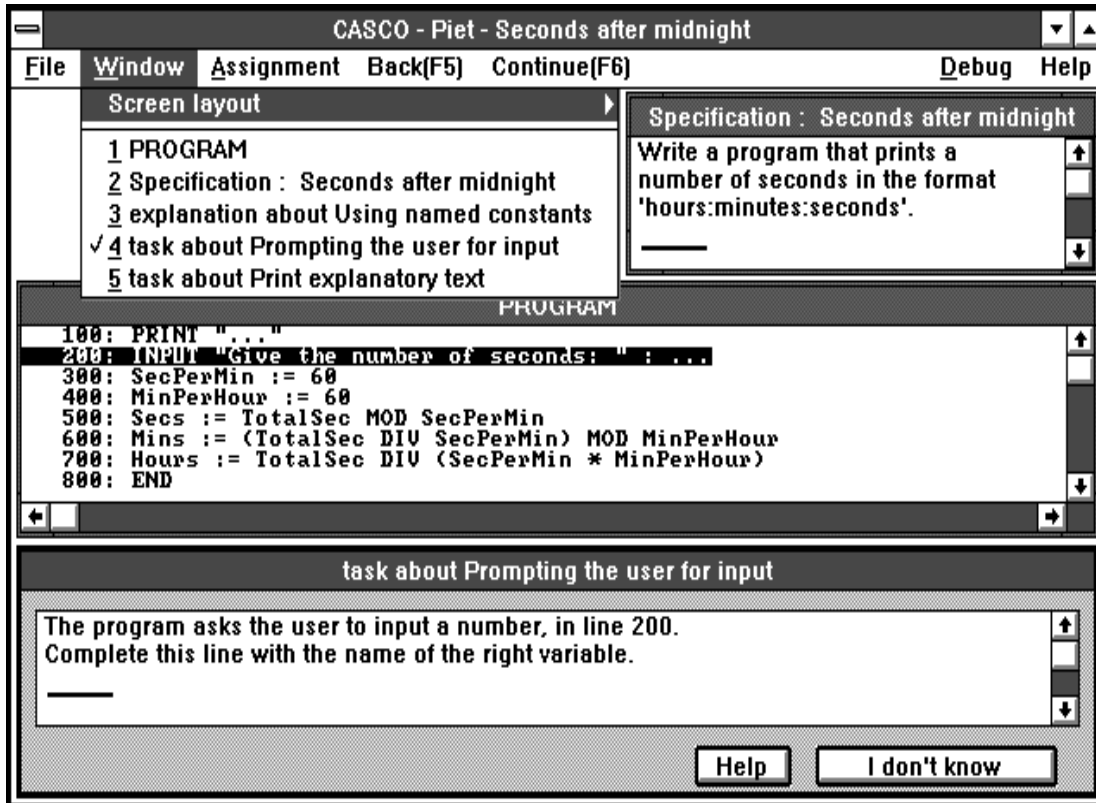 CASCO - Piet - Seconds after midnight
File Window Assignment Back(F5) Continue(F6) Debug Help
Screen layout
1 PROGRAM
2 Specification : Seconds after midnight
3 explanation about Using named constants
√ 4 task about Prompting the user for input
5 task about Print explanatory text
Specification : Seconds after midnight
Write a program that prints a
number of seconds in the format
'hours:minutes:seconds'.
PROGRAM
100: PRINT "..."
200: INPUT "Give the number of seconds: " : ...
300: SecPerMin := 60
400: MinPerHour := 60
500: Secs := TotalSec MOD SecPerMin
600: Mins := (TotalSec DIV SecPerMin) MOD MinPerHour
700: Hours := TotalSec DIV (SecPerMin * MinPerHour)
800: END
task about Prompting the user for input
The program asks the user to input a number, in line 200.
Complete this line with the name of the right variable.
Help
I don't know